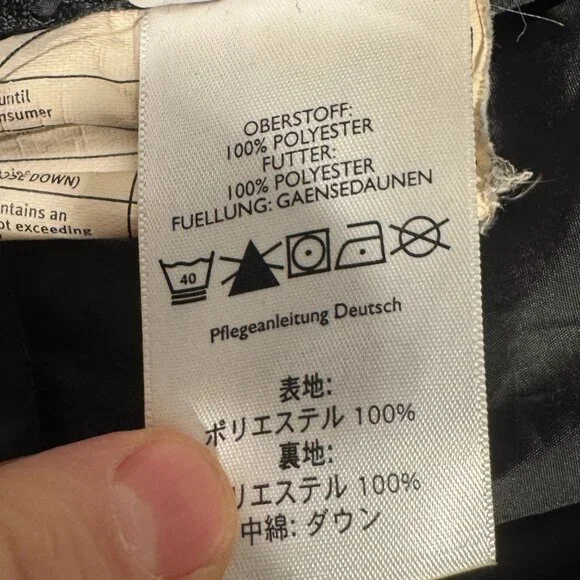 until
nsumer
OSE DOWN)
ntains an
ot exceeding
OBERSTOFF:
100% POLYESTER
FUTTER:
100% POLYESTER
FUELLUNG: GAENSEDAUNEN
40
Pflegeanleitung Deutsch
表地:
ポリエステル 100%
裏地:
リエステル 100%
中綿: ダウン